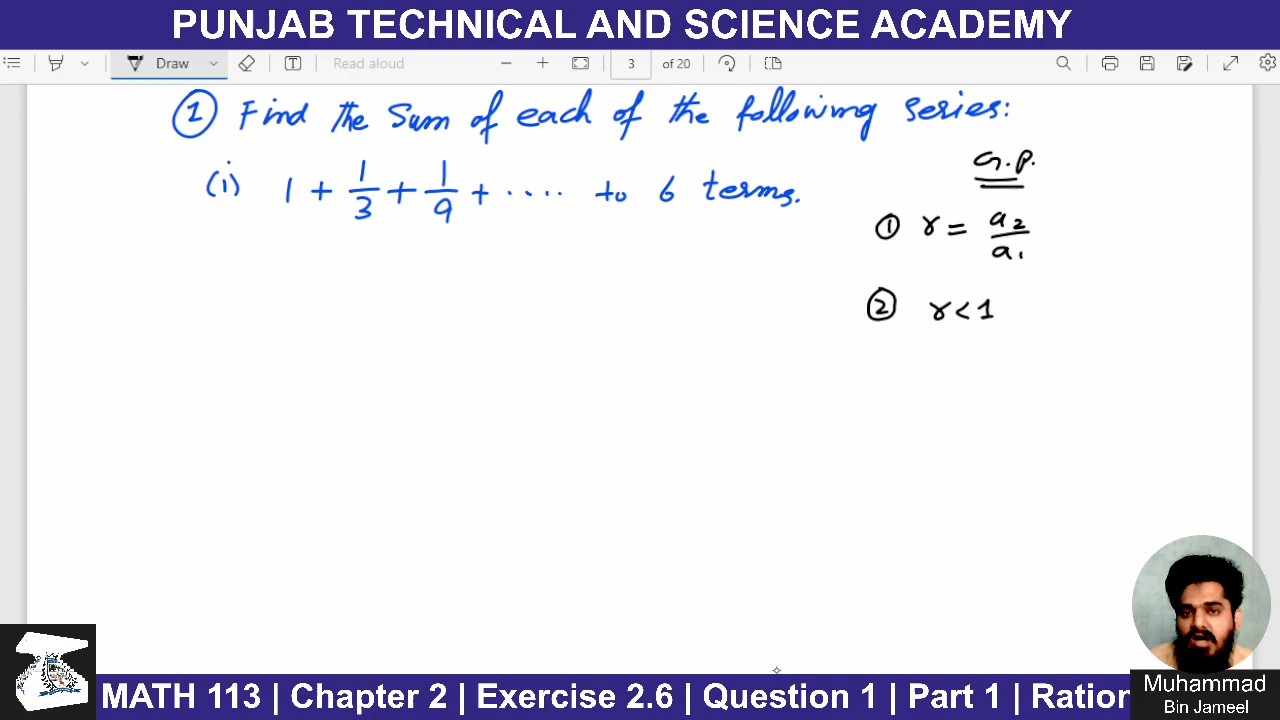 PUNJAB TECHNICAL AND SCIENCE ACADEMY
Draw
Read aloud
3 of 20
① Find the Sum of each of the following series:
(i) 1 + 1/3 + 1/9 + ..... to 6 terms.
G.P.
① r = a₂/a₁
② r < 1
MATH 113 | Chapter 2 | Exercise 2.6 | Question 1 | Part 1 | Ration
Muhammad
Bin Jameel